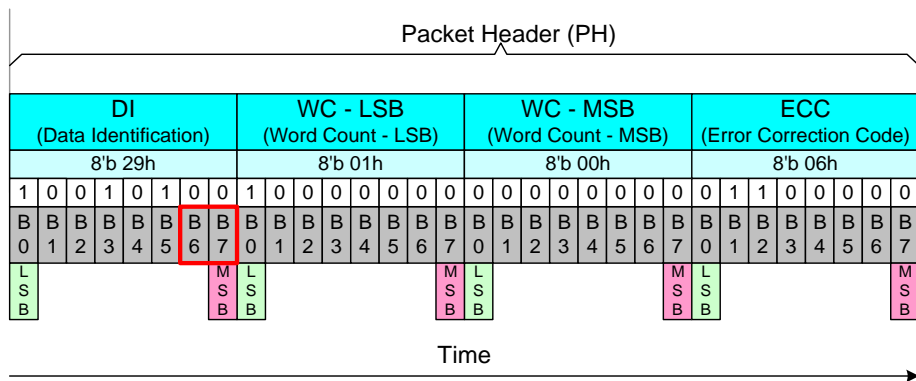 Packet Header (PH)
DI WC - LSB WC - MSB ECC
(Data Identification) (Word Count - LSB) (Word Count - MSB) (Error Correction Code)
8'b 29h 8'b 01h 8'b 00h 8'b 06h
1 0 0 1 0 1 0 0 1 0 0 0 0 0 0 0 0 0 0 0 0 0 0 0 0 1 1 0 0 0 0 0
B B B B B B B B B B B B B B B B B B B B B B B B B B B B B B B B
0 1 2 3 4 5 6 7 0 1 2 3 4 5 6 7 0 1 2 3 4 5 6 7 0 1 2 3 4 5 6 7
L M L M L M L M
S S S S S S S S
B B B B B B B B
Time